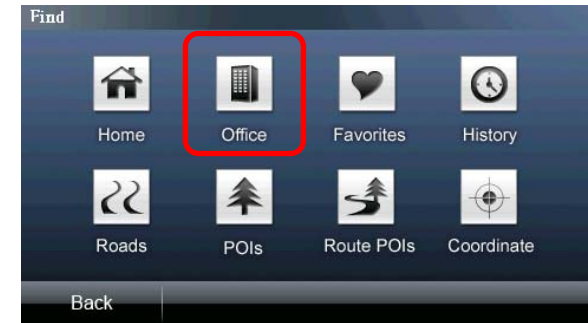 Find
Home Office Favorites History
Roads POIs Route POIs Coordinate
Back